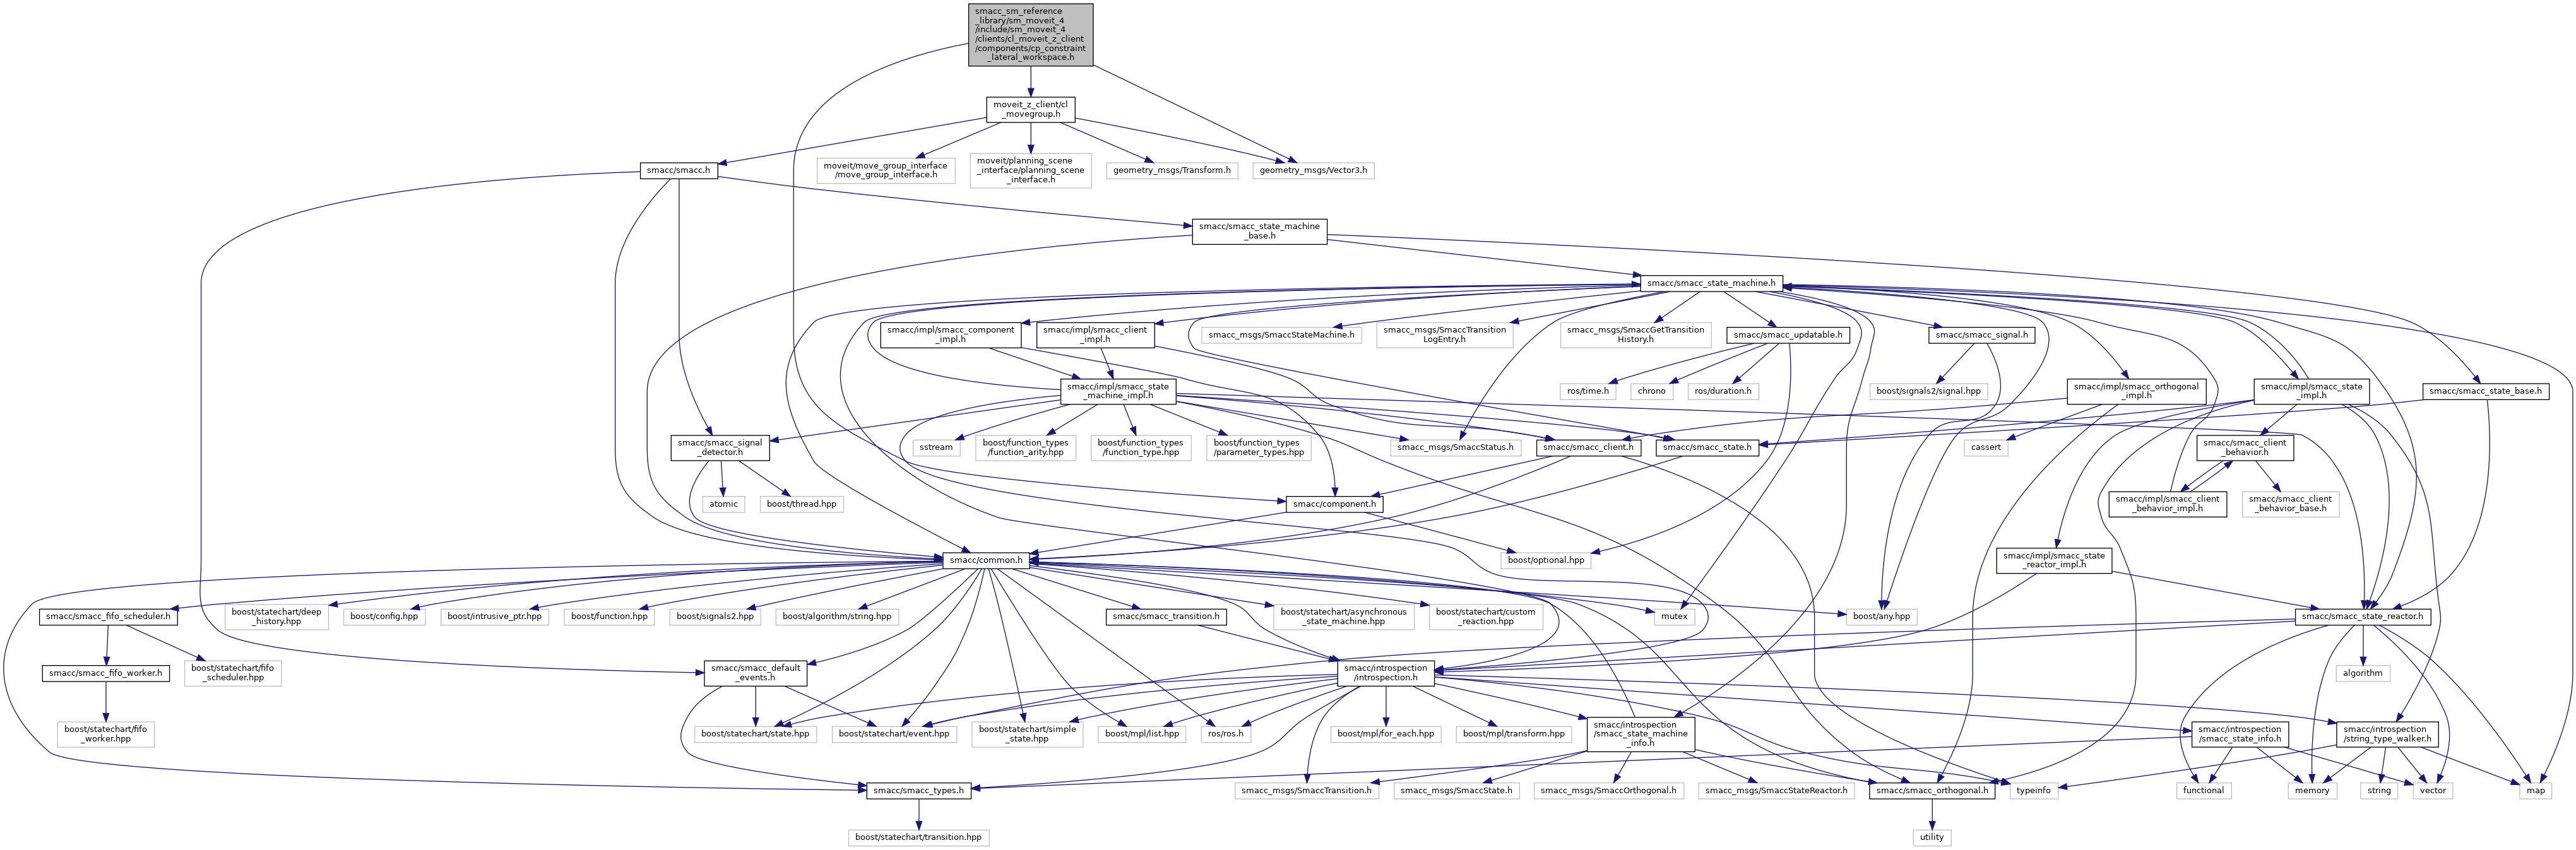 smacc_sm_reference
_library/sm_moveit_4
/include/sm_moveit_4
/clients/cl_moveit_z_client
/components/cp_constraint
_lateral_workspace.h
moveit_z_client/cl
_movegroup.h
smacc/smacc.h
moveit/move_group_interface
/move_group_interface.h
moveit/planning_scene
_interface/planning_scene
_interface.h
geometry_msgs/Transform.h
geometry_msgs/Vector3.h
smacc/smacc_state_machine
_base.h
smacc/smacc_state_machine.h
smacc/impl/smacc_component
_impl.h
smacc/impl/smacc_client
_impl.h
smacc_msgs/SmaccStateMachine.h
smacc_msgs/SmaccTransition
LogEntry.h
smacc_msgs/SmaccGetTransition
History.h
smacc/smacc_updatable.h
smacc/smacc_signal.h
smacc/impl/smacc_state
_machine_impl.h
ros/time.h
chrono
ros/duration.h
boost/signals2/signal.hpp
smacc/impl/smacc_orthogonal
_impl.h
smacc/impl/smacc_state
_impl.h
smacc/smacc_state_base.h
smacc/smacc_signal
_detector.h
sstream
boost/function_types
/function_arity.hpp
boost/function_types
/function_type.hpp
boost/function_types
/parameter_types.hpp
smacc_msgs/SmaccStatus.h
smacc/smacc_client.h
smacc/smacc_state.h
cassert
smacc/smacc_client
_behavior.h
atomic
boost/thread.hpp
smacc/component.h
smacc/impl/smacc_client
_behavior_impl.h
smacc/smacc_client
_behavior_base.h
smacc/common.h
boost/optional.hpp
smacc/impl/smacc_state
_reactor_impl.h
smacc/smacc_fifo_scheduler.h
boost/statechart/deep
_history.hpp
boost/config.hpp
boost/intrusive_ptr.hpp
boost/function.hpp
boost/signals2.hpp
boost/algorithm/string.hpp
smacc/smacc_transition.h
boost/statechart/asynchronous
_state_machine.hpp
boost/statechart/custom
_reaction.hpp
mutex
boost/any.hpp
smacc/smacc_state_reactor.h
smacc/smacc_fifo_worker.h
boost/statechart/fifo
_scheduler.hpp
smacc/smacc_default
_events.h
smacc/introspection
/introspection.h
algorithm
boost/statechart/fifo
_worker.hpp
boost/statechart/state.hpp
boost/statechart/event.hpp
boost/statechart/simple
_state.hpp
boost/mpl/list.hpp
ros/ros.h
boost/mpl/for_each.hpp
boost/mpl/transform.hpp
smacc/introspection
/smacc_state_machine
_info.h
smacc/introspection
/smacc_state_info.h
smacc/introspection
/string_type_walker.h
smacc/smacc_types.h
smacc_msgs/SmaccTransition.h
smacc_msgs/SmaccState.h
smacc_msgs/SmaccOrthogonal.h
smacc_msgs/SmaccStateReactor.h
smacc/smacc_orthogonal.h
typeinfo
functional
memory
string
vector
map
boost/statechart/transition.hpp
utility